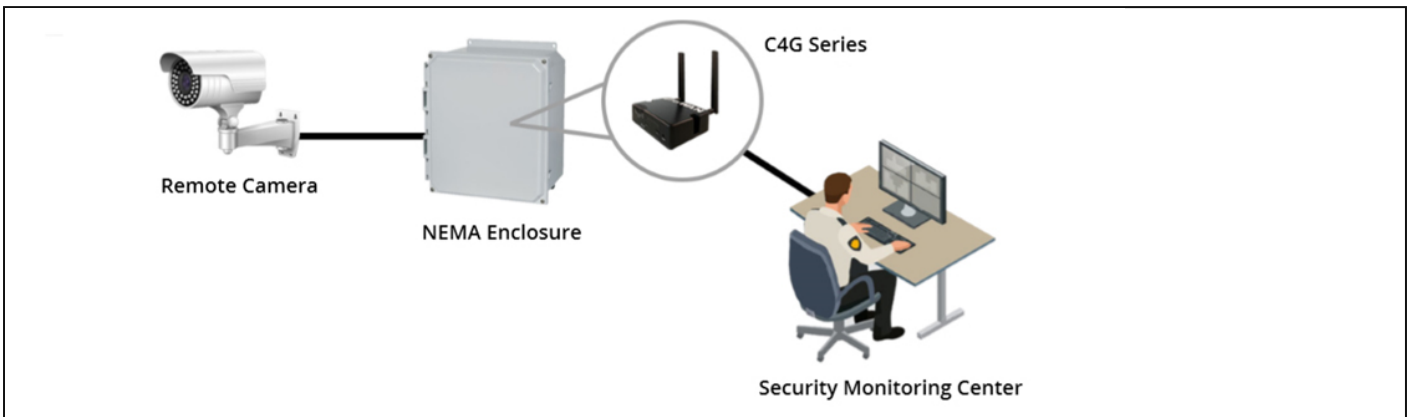 C4G Series
Remote Camera
NEMA Enclosure
Security Monitoring Center